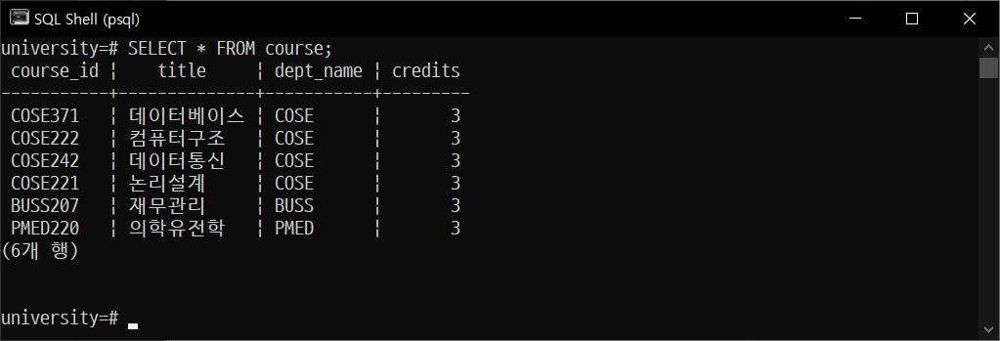 SQL Shell (psql)
university=# SELECT * FROM course;
 course_id ¦    title     ¦ dept_name ¦ credits
-----------+--------------+-----------+---------
 COSE371   ¦ 데이터베이스 ¦ COSE      ¦       3
 COSE222   ¦ 컴퓨터구조   ¦ COSE      ¦       3
 COSE242   ¦ 데이터통신   ¦ COSE      ¦       3
 COSE221   ¦ 논리설계     ¦ COSE      ¦       3
 BUSS207   ¦ 재무관리     ¦ BUSS      ¦       3
 PMED220   ¦ 의학유전학   ¦ PMED      ¦       3
(6개 행)
university=#